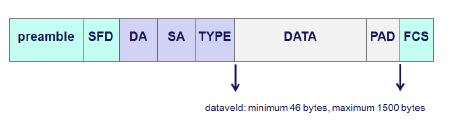 preamble SFD DA SA TYPE DATA PAD FCS
dataveld: minimum 46 bytes, maximum 1500 bytes